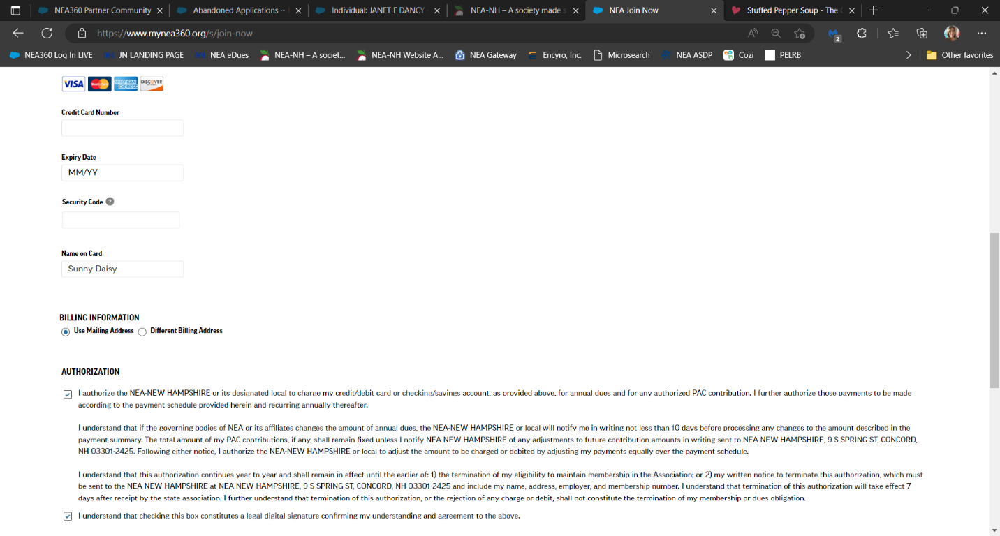 NEA360 Partner Community
Abandoned Applications ~
Individual: JANET E DANCY
NEA-NH – A society made s
NEA Join Now
Stuffed Pepper Soup - The
https://www.mynea360.org/s/join-now
2
NEA360 Log In LIVE
JN LANDING PAGE
NEA eDues
NEA-NH – A societ...
NEA-NH Website A...
NEA Gateway
Encyro, Inc.
Microsearch
NEA ASDP
Cozi
PELRB
Other favorites
VISA MasterCard AMERICAN EXPRESS DISCOVER
Credit Card Number
Expiry Date
MM/YY
Security Code ?
Name on Card
Sunny Daisy
BILLING INFORMATION
Use Mailing Address Different Billing Address
AUTHORIZATION
I authorize the NEA-NEW HAMPSHIRE or its designated local to charge my credit/debit card or checking/savings account, as provided above, for annual dues and for any authorized PAC contribution. I further authorize those payments to be made
according to the payment schedule provided herein and recurring annually thereafter.
I understand that if the governing bodies of NEA or its affiliates changes the amount of annual dues, the NEA-NEW HAMPSHIRE or local will notify me in writing not less than 10 days before processing any changes to the amount described in the
payment summary. The total amount of my PAC contributions, if any, shall remain fixed unless I notify NEA-NEW HAMPSHIRE of any adjustments to future contribution amounts in writing sent to NEA-NEW HAMPSHIRE, 9 S SPRING ST, CONCORD,
NH 03301-2425. Following either notice, I authorize the NEA-NEW HAMPSHIRE or local to adjust the amount to be charged or debited by adjusting my payments equally over the payment schedule.
I understand that this authorization continues year-to-year and shall remain in effect until the earlier of: 1) the termination of my eligibility to maintain membership in the Association; or 2) my written notice to terminate this authorization, which must
be sent to the NEA-NEW HAMPSHIRE at NEA-NEW HAMPSHIRE, 9 S SPRING ST, CONCORD, NH 03301-2425 and include my name, address, employer, and membership number. I understand that termination of this authorization will take effect 7
days after receipt by the state association. I further understand that termination of this authorization, or the rejection of any charge or debit, shall not constitute the termination of my membership or dues obligation.
I understand that checking this box constitutes a legal digital signature confirming my understanding and agreement to the above.